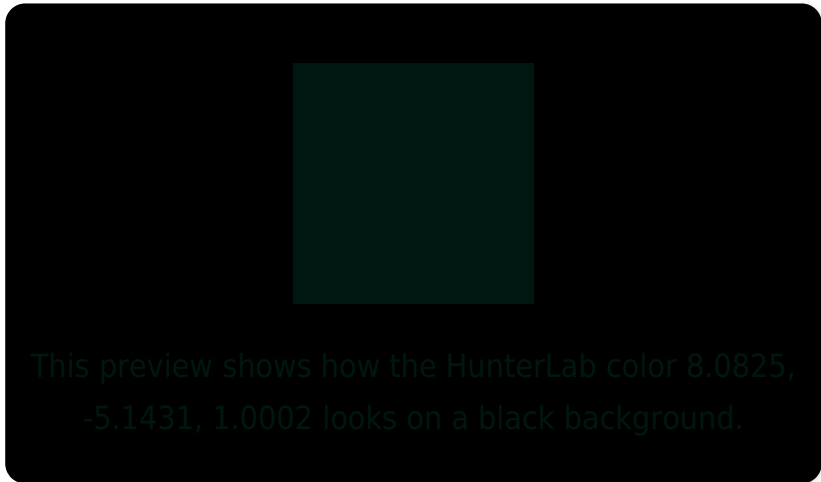 This preview shows how the HunterLab color 8.0825,
-5.1431, 1.0002 looks on a black background.